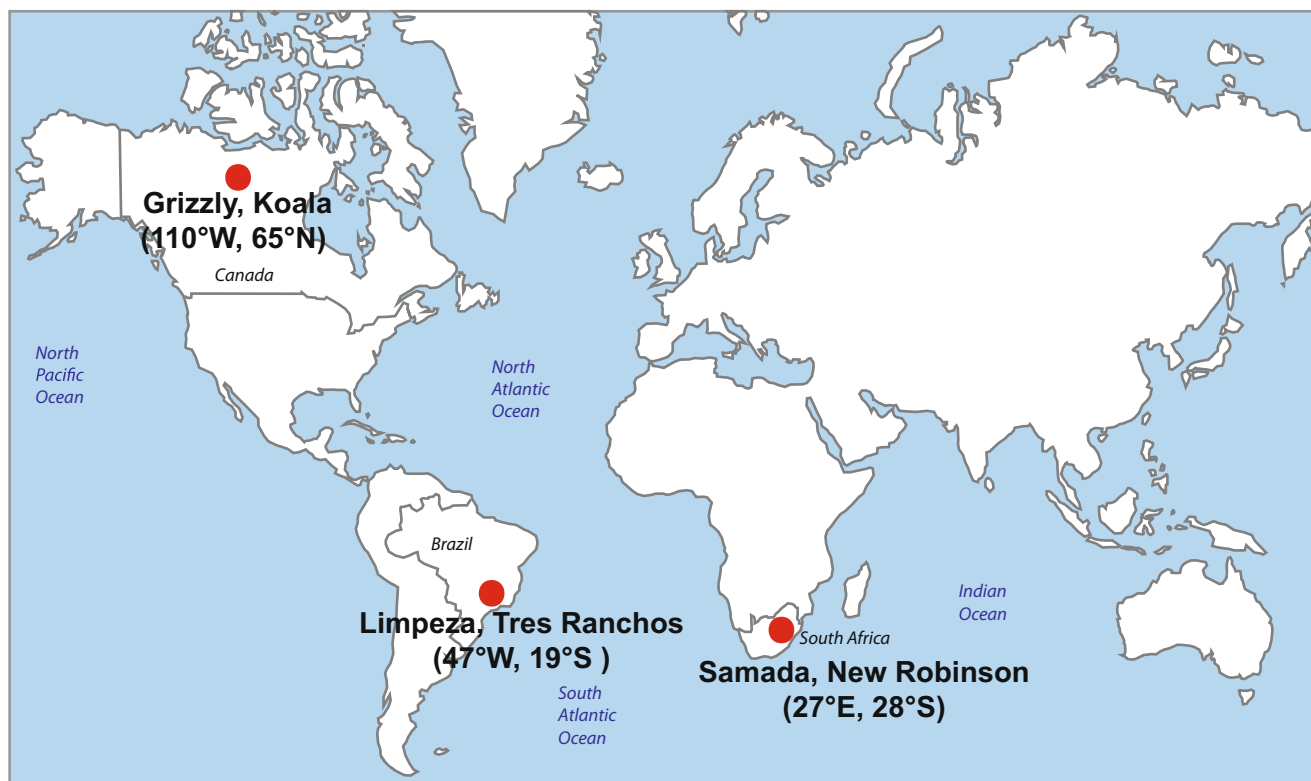 Grizzly, Koala
(110°W, 65°N)
Canada
North
Pacific
Ocean
North
Atlantic
Ocean
Brazil
Limpeza, Tres Ranchos
(47°W, 19°S )
South
Atlantic
Ocean
Indian
Ocean
South Africa
Samada, New Robinson
(27°E, 28°S)